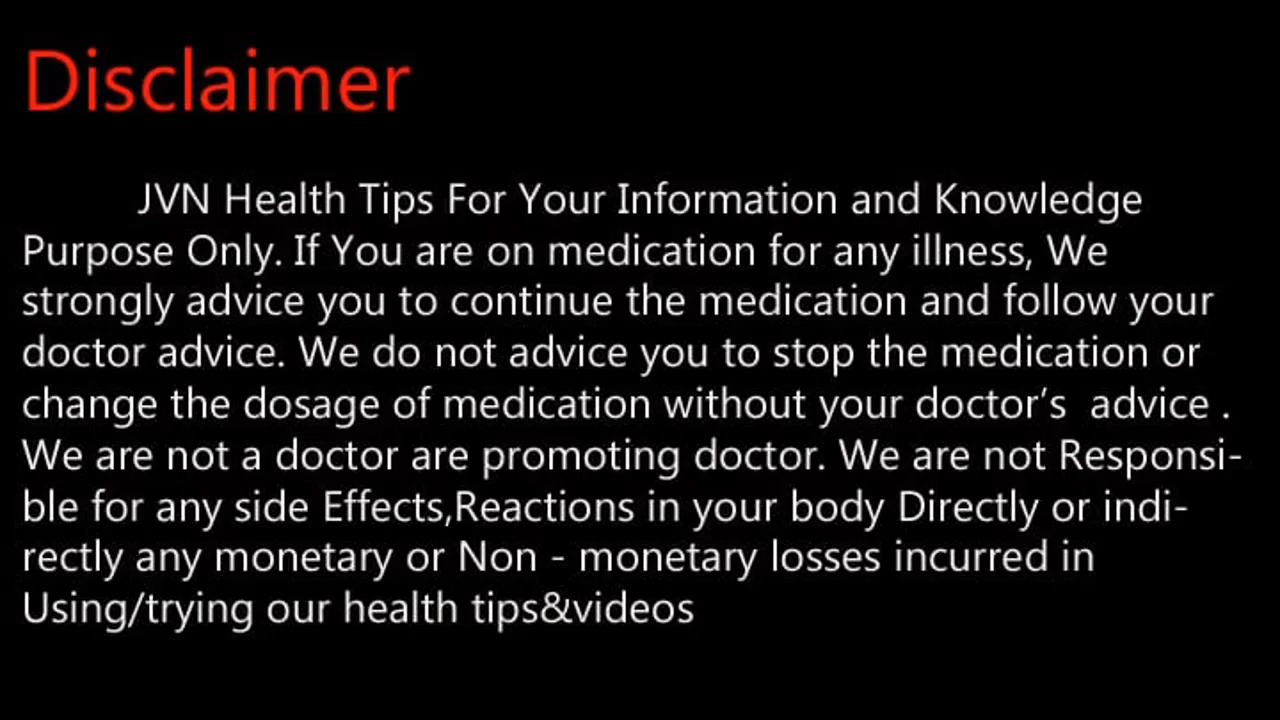 Disclaimer
JVN Health Tips For Your Information and Knowledge
Purpose Only. If You are on medication for any illness, We
strongly advice you to continue the medication and follow your
doctor advice. We do not advice you to stop the medication or
change the dosage of medication without your doctor’s  advice .
We are not a doctor are promoting doctor. We are not Responsi-
ble for any side Effects,Reactions in your body Directly or indi-
rectly any monetary or Non - monetary losses incurred in
Using/trying our health tips&videos